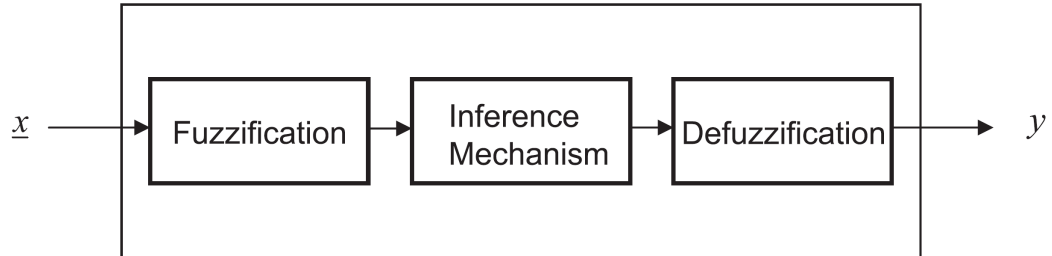 x
Fuzzification
Inference
Mechanism
Defuzzification
y